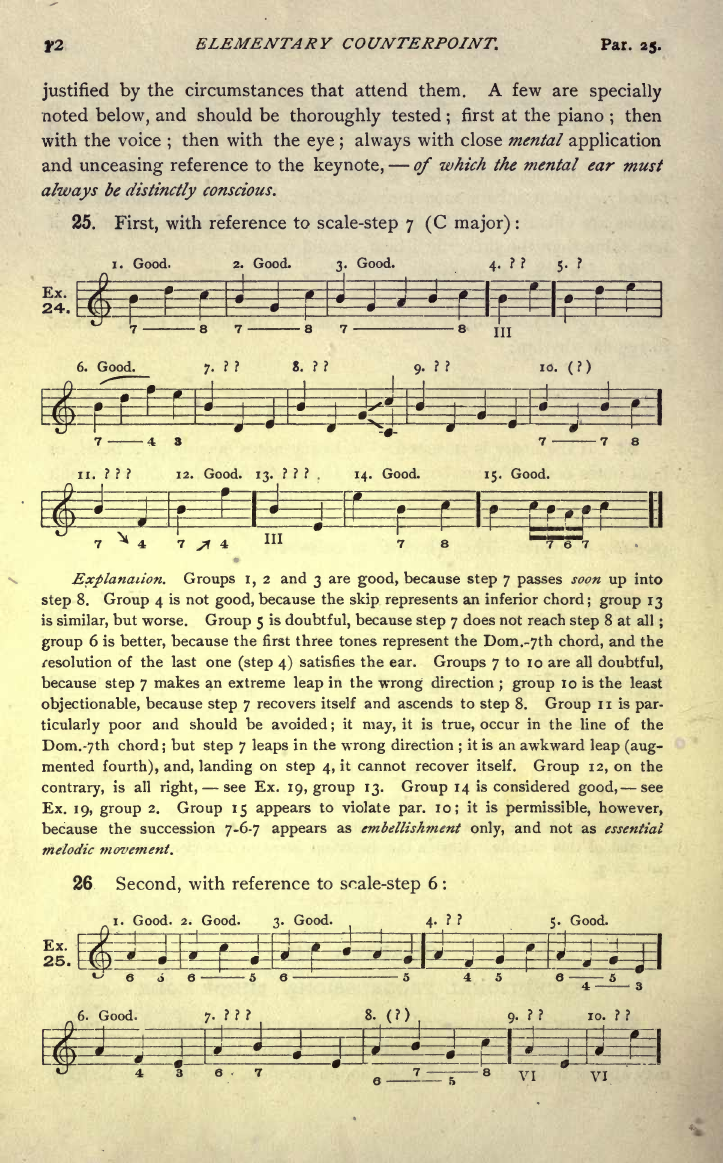 12 ELEMENTARY COUNTERPOINT. Par. 25.
justified by the circumstances that attend them. A few are specially
noted below, and should be thoroughly tested ; first at the piano ; then
with the voice ; then with the eye ; always with close mental application
and unceasing reference to the keynote, — of which the mental ear must
always be distinctly conscious.
25. First, with reference to scale-step 7 (C major) :
1. Good. 2. Good. 3. Good. 4. ? ? 5. ?
Ex.
24.
7 —— 8 7 —— 8 7 —— 8 III
6. Good. 7. ? ? 8. ? ? 9. ? ? 10. (?)
7 — 4 3 7 — 7 8
11. ? ? ? 12. Good. 13. ? ? ? 14. Good. 15. Good.
7 ↘ 4 7 ↗ 4 III 7 8 7 6 7
Explanation. Groups 1, 2 and 3 are good, because step 7 passes soon up into
step 8. Group 4 is not good, because the skip represents an inferior chord ; group 13
is similar, but worse. Group 5 is doubtful, because step 7 does not reach step 8 at all ;
group 6 is better, because the first three tones represent the Dom.-7th chord, and the
resolution of the last one (step 4) satisfies the ear. Groups 7 to 10 are all doubtful,
because step 7 makes an extreme leap in the wrong direction ; group 10 is the least
objectionable, because step 7 recovers itself and ascends to step 8. Group 11 is par-
ticularly poor and should be avoided ; it may, it is true, occur in the line of the
Dom.-7th chord ; but step 7 leaps in the wrong direction ; it is an awkward leap (aug-
mented fourth), and, landing on step 4, it cannot recover itself. Group 12, on the
contrary, is all right, — see Ex. 19, group 13. Group 14 is considered good, — see
Ex. 19, group 2. Group 15 appears to violate par. 10 ; it is permissible, however,
because the succession 7-6-7 appears as embellishment only, and not as essential
melodic movement.
26 Second, with reference to scale-step 6 :
1. Good. 2. Good. 3. Good. 4. ? ? 5. Good.
Ex.
25.
6 5 6 —— 5 6 —— 5 4 5 6 — 5
4 — 3
6. Good. 7. ? ? ? 8. (?) 9. ? ? 10. ? ?
4 3 6 . 7 7 — 8 VI VI
6 — 5